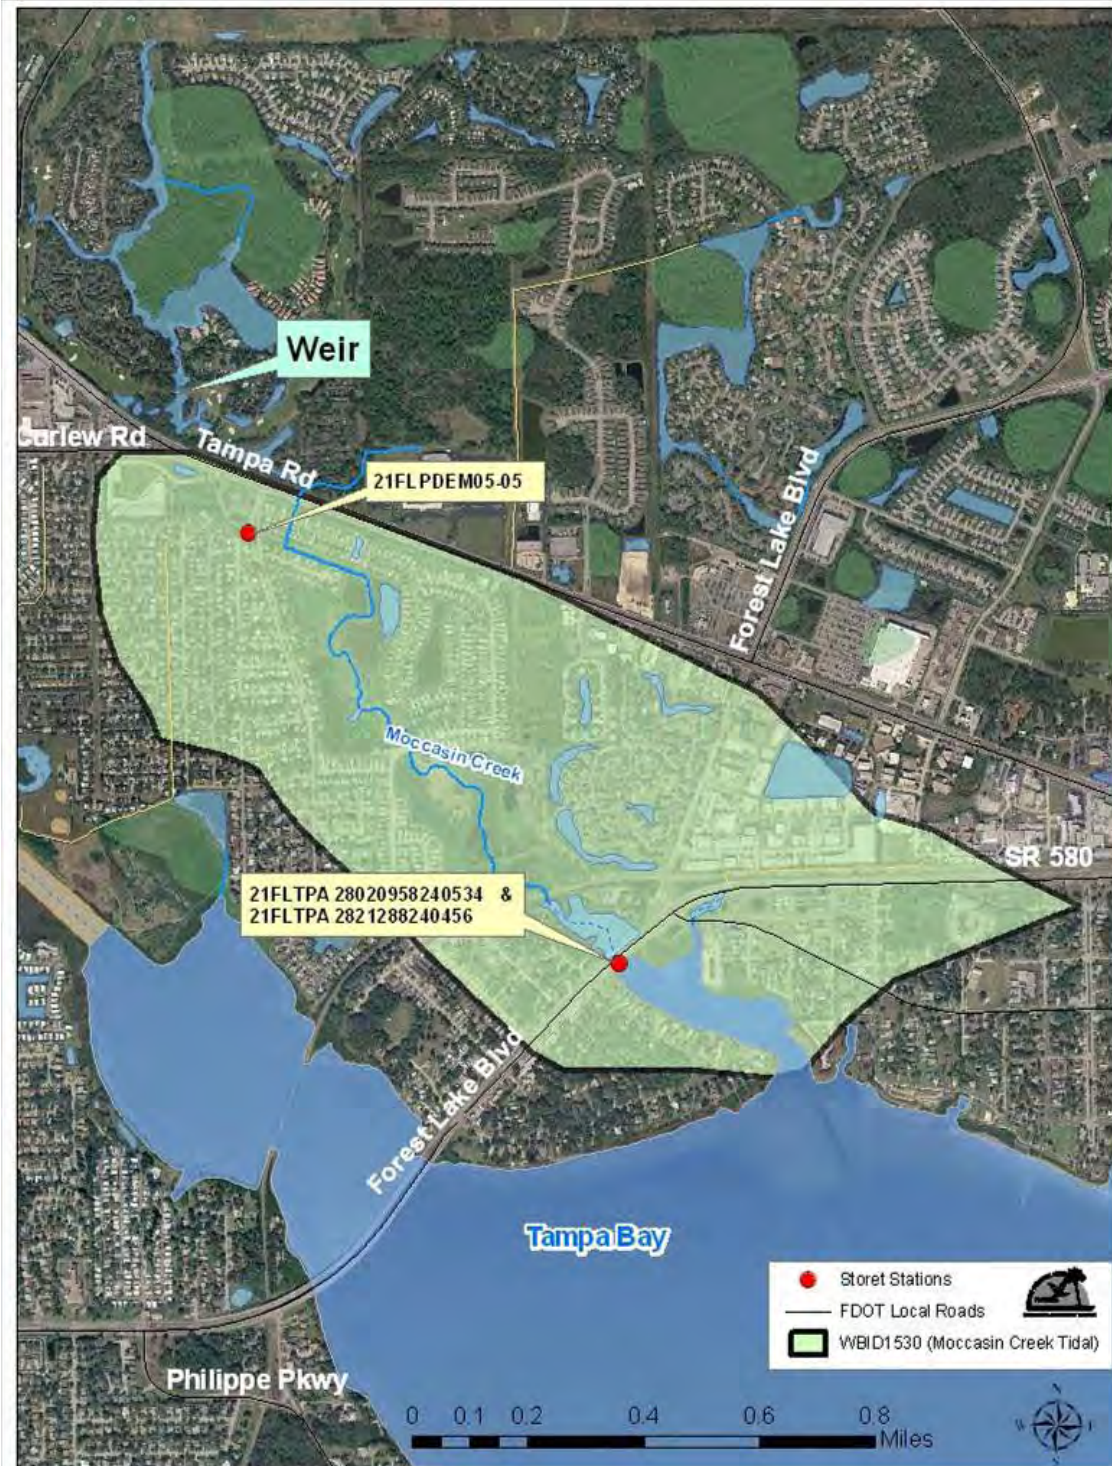 Weir
Curlew Rd
Tampa Rd
21FLPDEM05-05
Forest Lake Blvd
Moccasin Creek
SR 580
21FLTPA 28020958240534 &
21FLTPA 2821288240456
Forest Lake Blvd
Tampa Bay
Storet Stations
FDOT Local Roads
WBID1530 (Moccasin Creek Tidal)
Philippe Pkwy
0 0.1 0.2 0.4 0.6 0.8
Miles
N
W E
S